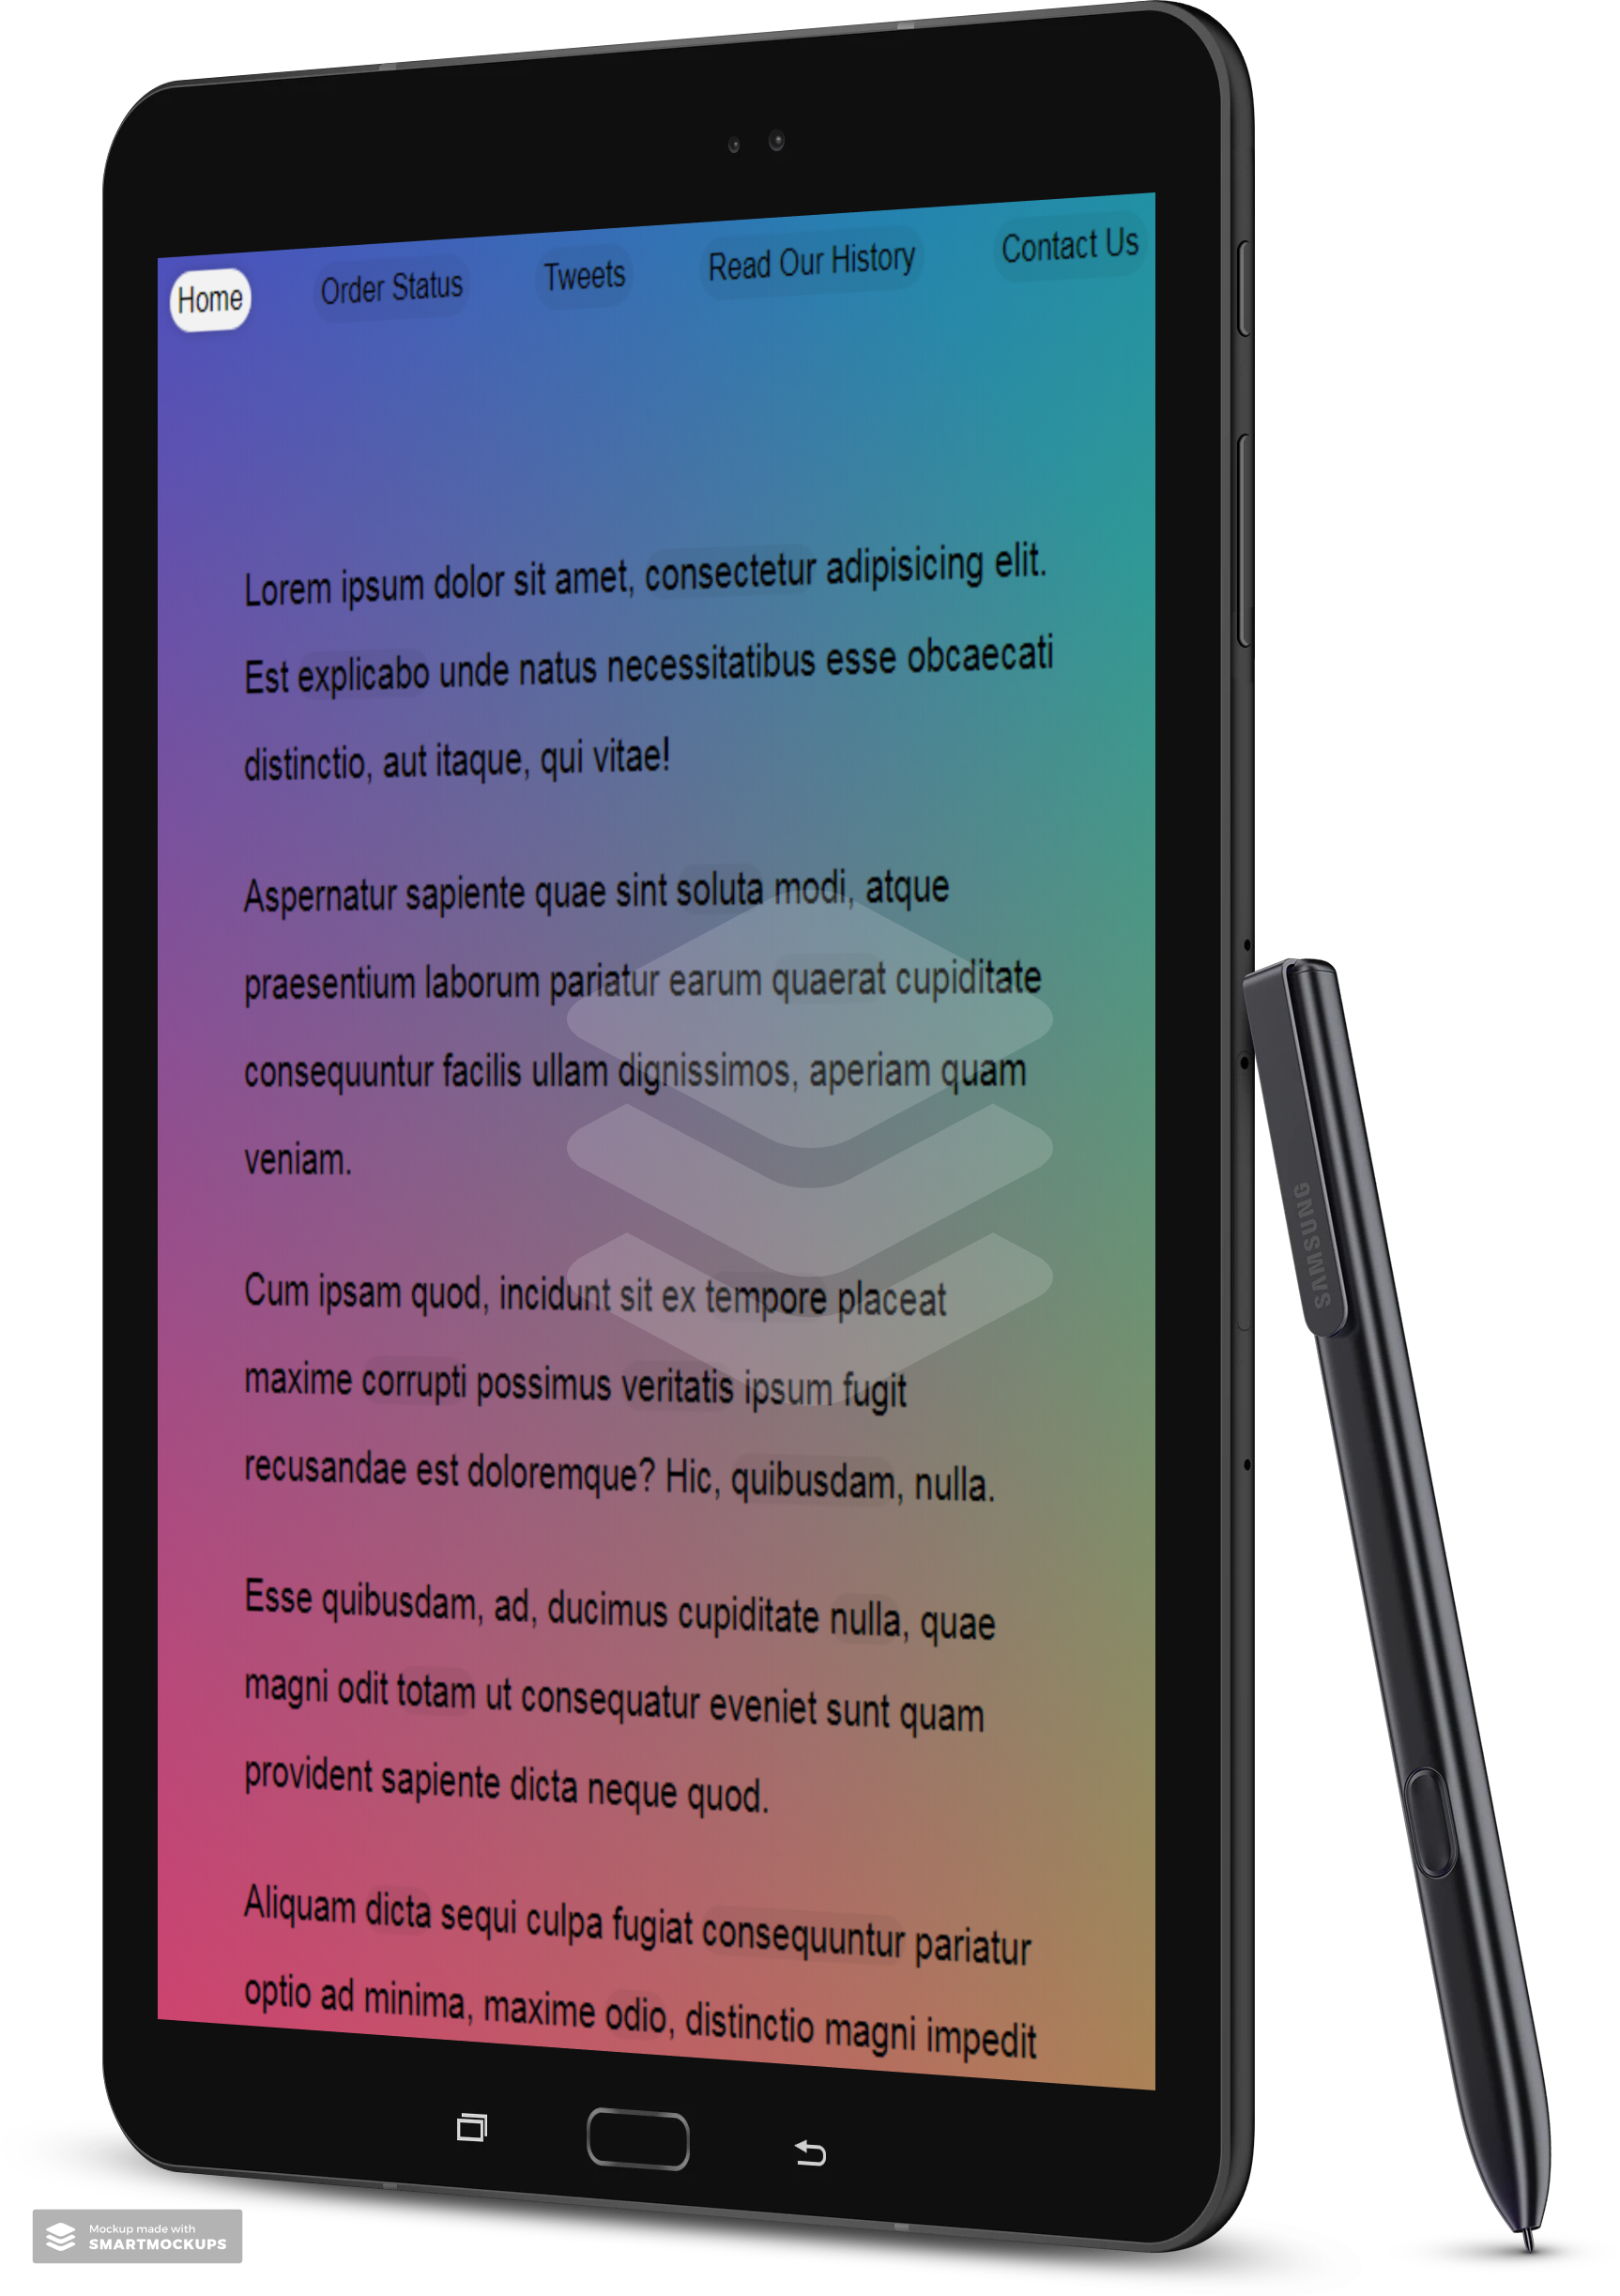 Home Order Status Tweets Read Our History Contact Us
Lorem ipsum dolor sit amet, consectetur adipisicing elit.
Est explicabo unde natus necessitatibus esse obcaecati
distinctio, aut itaque, qui vitae!
Aspernatur sapiente quae sint soluta modi, atque
praesentium laborum pariatur earum quaerat cupiditate
consequuntur facilis ullam dignissimos, aperiam quam
veniam.
Cum ipsam quod, incidunt sit ex tempore placeat
maxime corrupti possimus veritatis ipsum fugit
recusandae est doloremque? Hic, quibusdam, nulla.
Esse quibusdam, ad, ducimus cupiditate nulla, quae
magni odit totam ut consequatur eveniet sunt quam
provident sapiente dicta neque quod.
Aliquam dicta sequi culpa fugiat consequuntur pariatur
optio ad minima, maxime odio, distinctio magni impedit
SAMSUNG
Mockup made with
SMARTMOCKUPS